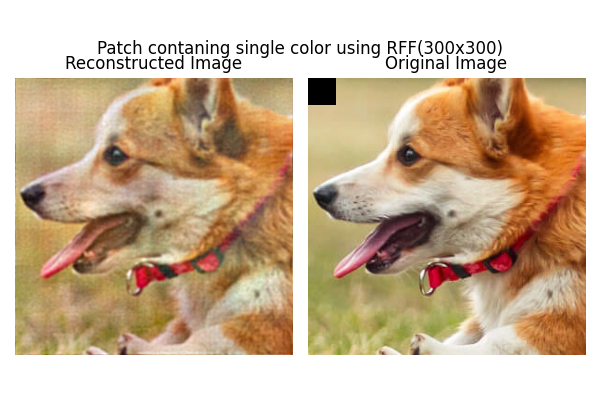 Patch contaning single color using RFF(300x300)
Reconstructed Image
Original Image